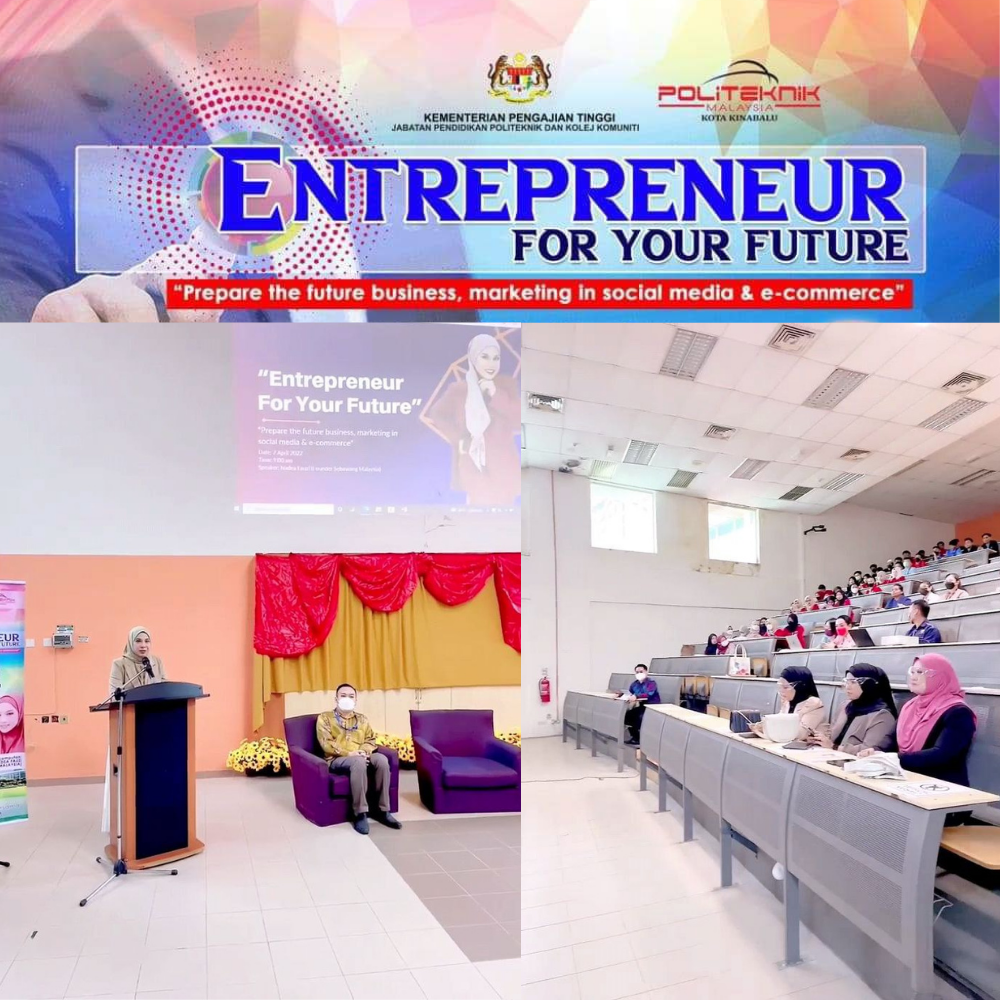 KEMENTERIAN PENGAJIAN TINGGI
JABATAN PENDIDIKAN POLITEKNIK DAN KOLEJ KOMUNITI
POLITEKNIK
MALAYSIA
KOTA KINABALU
ENTREPRENEUR
FOR YOUR FUTURE
"Prepare the future business, marketing in social media & e-commerce"
"Entrepreneur
For Your Future"
"Prepare the future business, marketing in
social media & e-commerce"
EUR
FUTURE